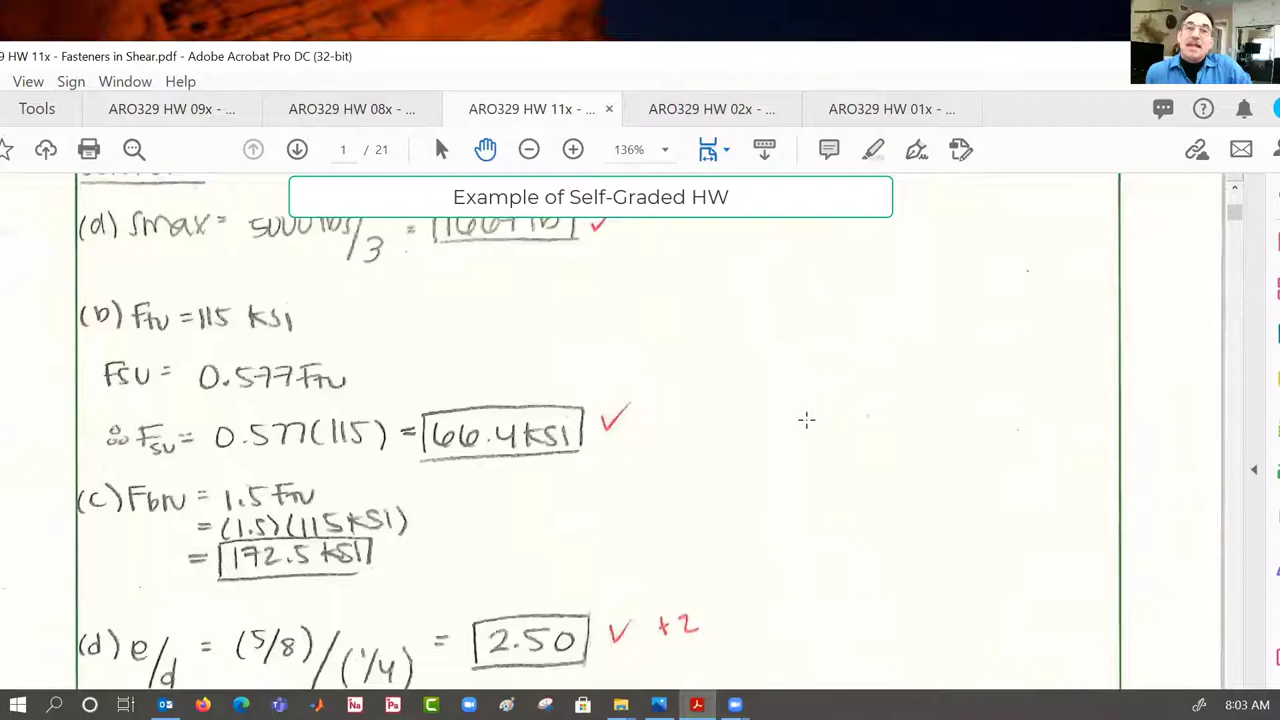 9 HW 11x - Fasteners in Shear.pdf - Adobe Acrobat Pro DC (32-bit)
View Sign Window Help
Tools ARO329 HW 09x - ... ARO329 HW 08x - ... ARO329 HW 11x - ... × ARO329 HW 02x - ... ARO329 HW 01x - ...
1 / 21 136%
Example of Self-Graded HW
(a) Smax = 5000 lbs/3 = 1667 lb ✓
(b) Ftu = 115 ksi
Fsu = 0.577 Ftu
∴ Fsu = 0.577(115) = 66.4 ksi ✓
(c) Fbru = 1.5 Ftu
= (1.5)(115 ksi)
= 172.5 ksi
(d) e/d = (5/8)/(1/4) = 2.50 ✓ +2
Na Pa C 8:03 AM